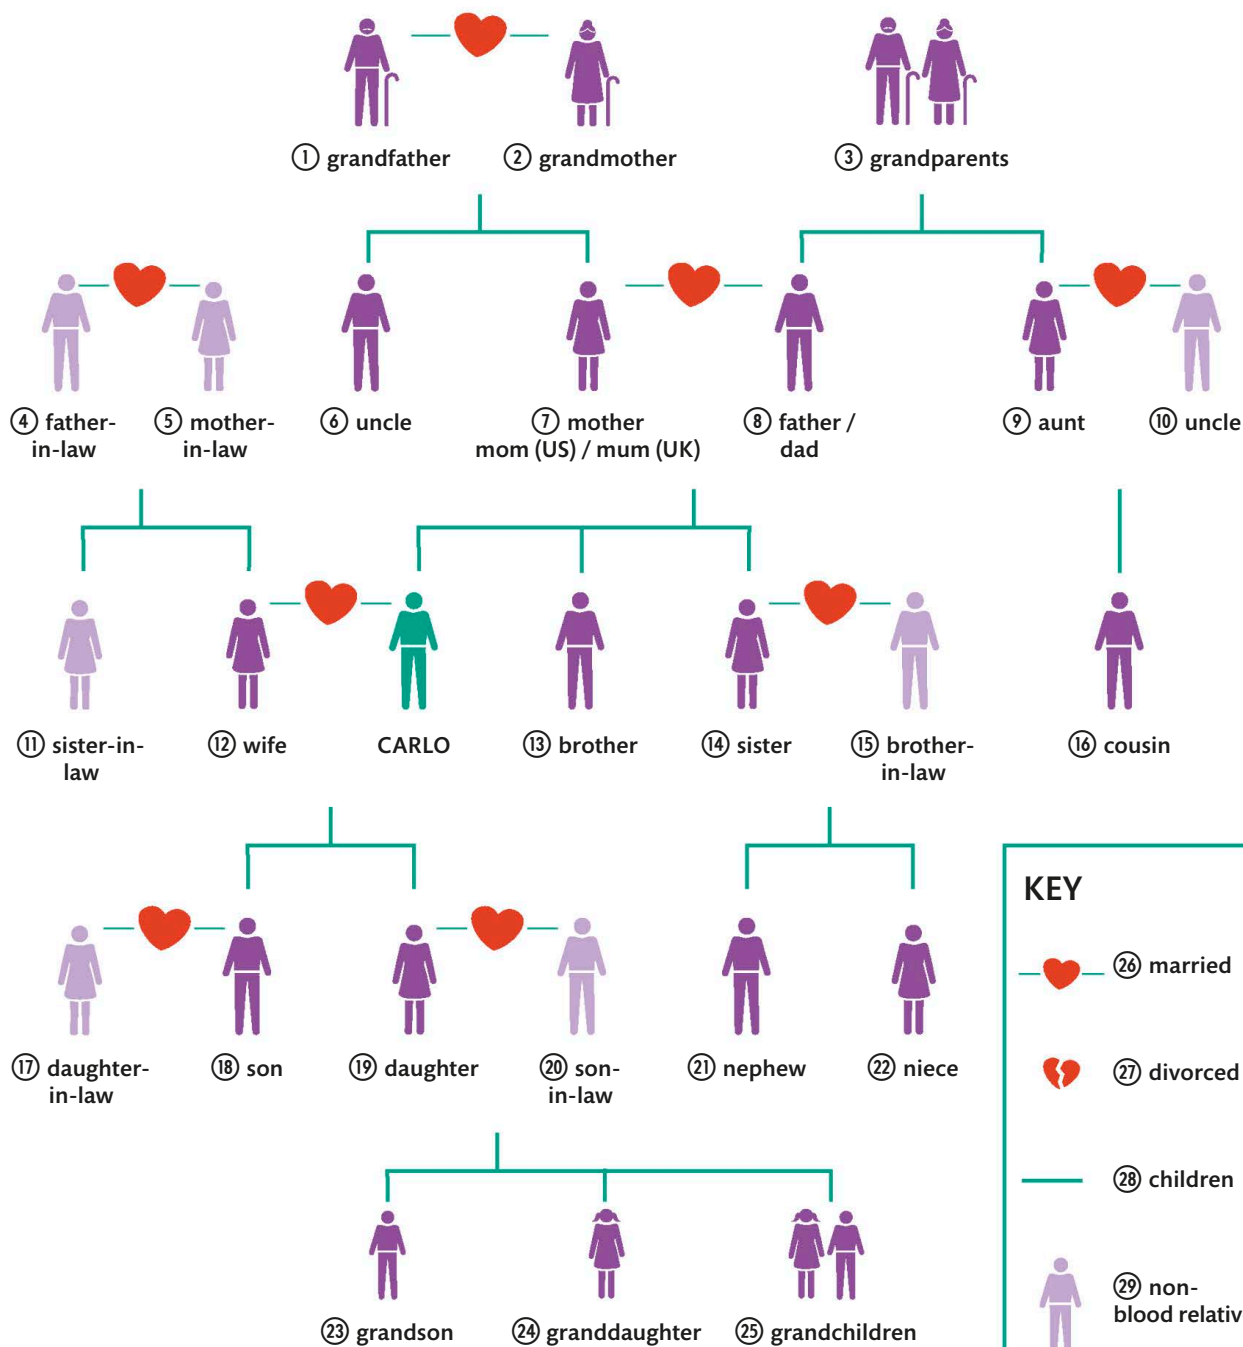 ① grandfather
② grandmother
③ grandparents
④ father-
in-law
⑤ mother-
in-law
⑥ uncle
⑦ mother
mom (US) / mum (UK)
⑧ father /
dad
⑨ aunt
⑩ uncle
⑪ sister-in-
law
⑫ wife
CARLO
⑬ brother
⑭ sister
⑮ brother-
in-law
⑯ cousin
⑰ daughter-
in-law
⑱ son
⑲ daughter
⑳ son-
in-law
㉑ nephew
㉒ niece
㉓ grandson
㉔ granddaughter
㉕ grandchildren
KEY
㉖ married
㉗ divorced
㉘ children
㉙ non-
blood relativ